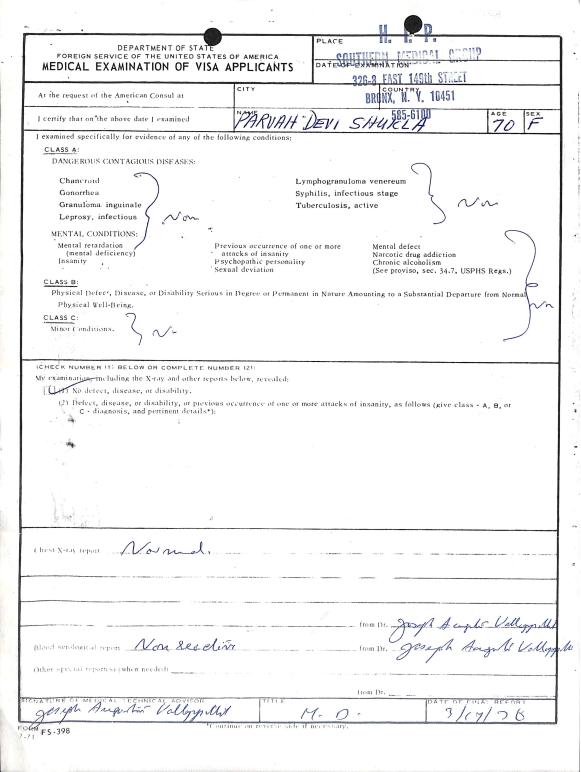 DEPARTMENT OF STATE
FOREIGN SERVICE OF THE UNITED STATES OF AMERICA
MEDICAL EXAMINATION OF VISA APPLICANTS
PLACE
H. I. P.
SOUTHERN MEDICAL GROUP
DATE OF EXAMINATION
326-8 EAST 149th STREET
At the request of the American Consul at
CITY
COUNTRY
BRONX, N. Y. 10451
585-6100
I certify that on the above date I examined
NAME
PARVAH DEVI SHUKLA
AGE
70
SEX
F
I examined specifically for evidence of any of the following conditions:
CLASS A:
DANGEROUS CONTAGIOUS DISEASES:
Chancroid
Gonorrhea
Granuloma inguinale
Leprosy, infectious
Non
Lymphogranuloma venereum
Syphilis, infectious stage
Tuberculosis, active
Non
MENTAL CONDITIONS:
Mental retardation
(mental deficiency)
Insanity
Previous occurrence of one or more
attacks of insanity
Psychopathic personality
Sexual deviation
Mental defect
Narcotic drug addiction
Chronic alcoholism
(See proviso, sec. 34.7, USPHS Regs.)
CLASS B:
Physical Defect, Disease, or Disability Serious in Degree or Permanent in Nature Amounting to a Substantial Departure from Normal
Physical Well-Being.
CLASS C:
Minor Conditions.
(CHECK NUMBER (1) BELOW OR COMPLETE NUMBER (2))
My examination, including the X-ray and other reports below, revealed:
(1) No defect, disease, or disability.
(2) Defect, disease, or disability, or previous occurrence of one or more attacks of insanity, as follows (give class - A, B, or
C - diagnosis, and pertinent details*):
Chest X-ray report Normal.
from Dr. Joseph
Blood serological report Non reactive from Dr. Joseph
Other special report(s) (when needed)
from Dr.
SIGNATURE OF MEDICAL TECHNICAL ADVISOR
Joseph Augustin
TITLE
M. D.
DATE OF FINAL REPORT
3/17/78
FORM FS-398
7-71
*Continue on reverse side if necessary.